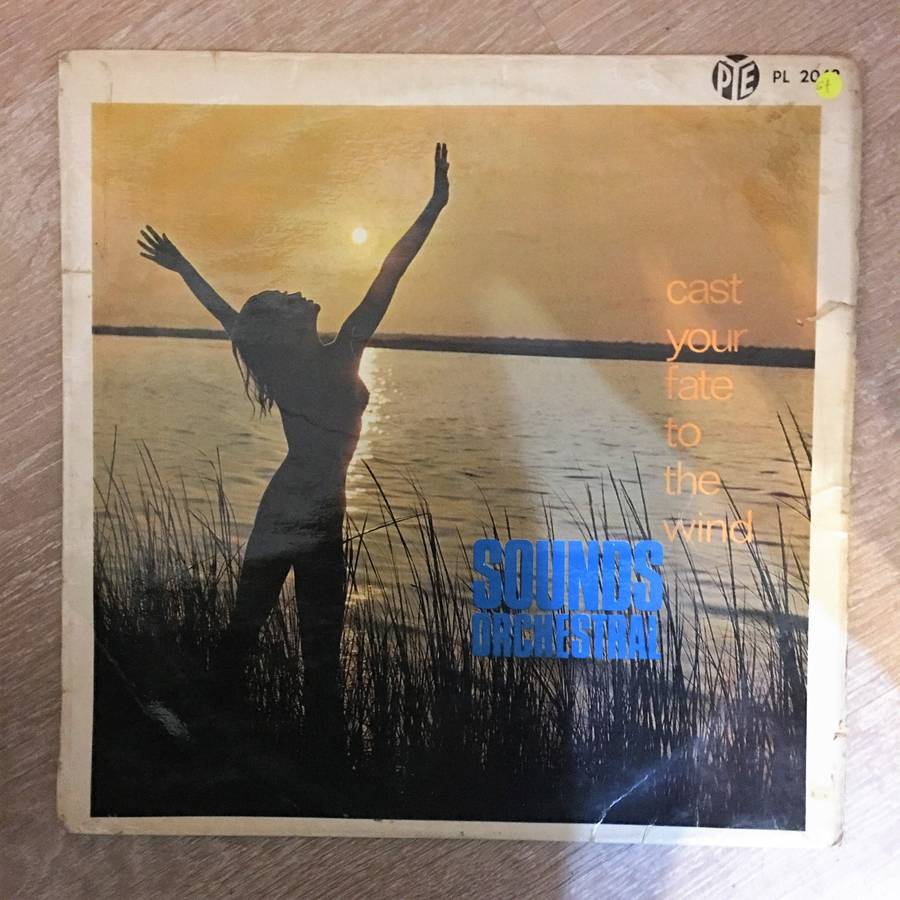 PYE PL 20
cast
your
fate
to
the
wind
SOUNDS
ORCHESTRAL